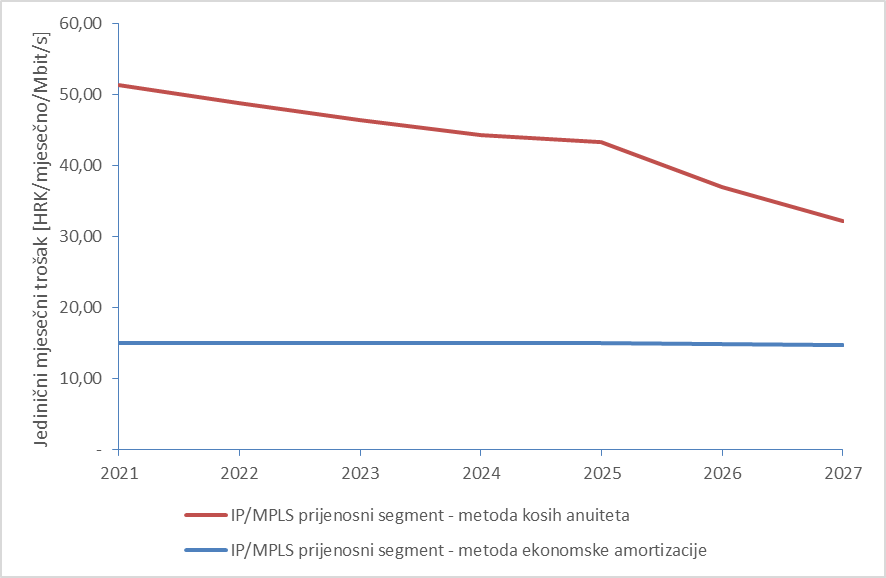 Jedinični mjesečni trošak [HRK/mjesečno/Mbit/s]
60,00
50,00
40,00
30,00
20,00
10,00
-
2021 2022 2023 2024 2025 2026 2027
IP/MPLS prijenosni segment - metoda kosih anuiteta
IP/MPLS prijenosni segment - metoda ekonomske amortizacije